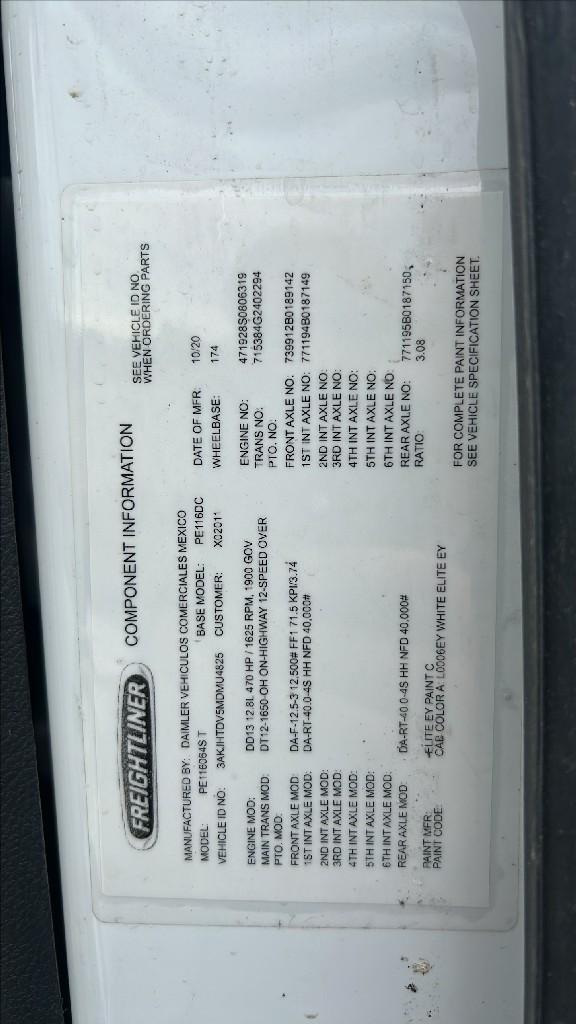 FREIGHTLINER
COMPONENT INFORMATION
SEE VEHICLE ID NO.
WHEN ORDERING PARTS
MANUFACTURED BY: DAIMLER VEHICULOS COMERCIALES MEXICO DATE OF MFR: 10/20
MODEL: PE116064S T BASE MODEL: PE116DC WHEELBASE: 174
VEHICLE ID NO: 3AKJHTDV5MDMU4825 CUSTOMER: X02011
ENGINE MOD: DD13 12.8L 470 HP / 1625 RPM, 1900 GOV ENGINE NO: 471928S0806319
MAIN TRANS MOD: DT12-1650-OH ON-HIGHWAY 12-SPEED OVER TRANS NO: 715384G2402294
PTO. MOD: PTO. NO:
FRONT AXLE MOD: DA-F-12.5-3 12,500# FF1 71.5 KPI/3.74 FRONT AXLE NO: 739912B0189142
1ST INT AXLE MOD: DA-RT-40.0-4S HH NFD 40,000# 1ST INT AXLE NO: 771194B0187149
2ND INT AXLE MOD: 2ND INT AXLE NO:
3RD INT AXLE MOD: 3RD INT AXLE NO:
4TH INT AXLE MOD: 4TH INT AXLE NO:
5TH INT AXLE MOD: 5TH INT AXLE NO:
6TH INT AXLE MOD: 6TH INT AXLE NO:
REAR AXLE MOD: DA-RT-40.0-4S HH NFD 40,000# REAR AXLE NO: 771195B0187150
RATIO: 3.08
PAINT MFR: ELITE EY PAINT C
PAINT CODE: CAB COLOR A: L0006EY WHITE ELITE EY
FOR COMPLETE PAINT INFORMATION
SEE VEHICLE SPECIFICATION SHEET.